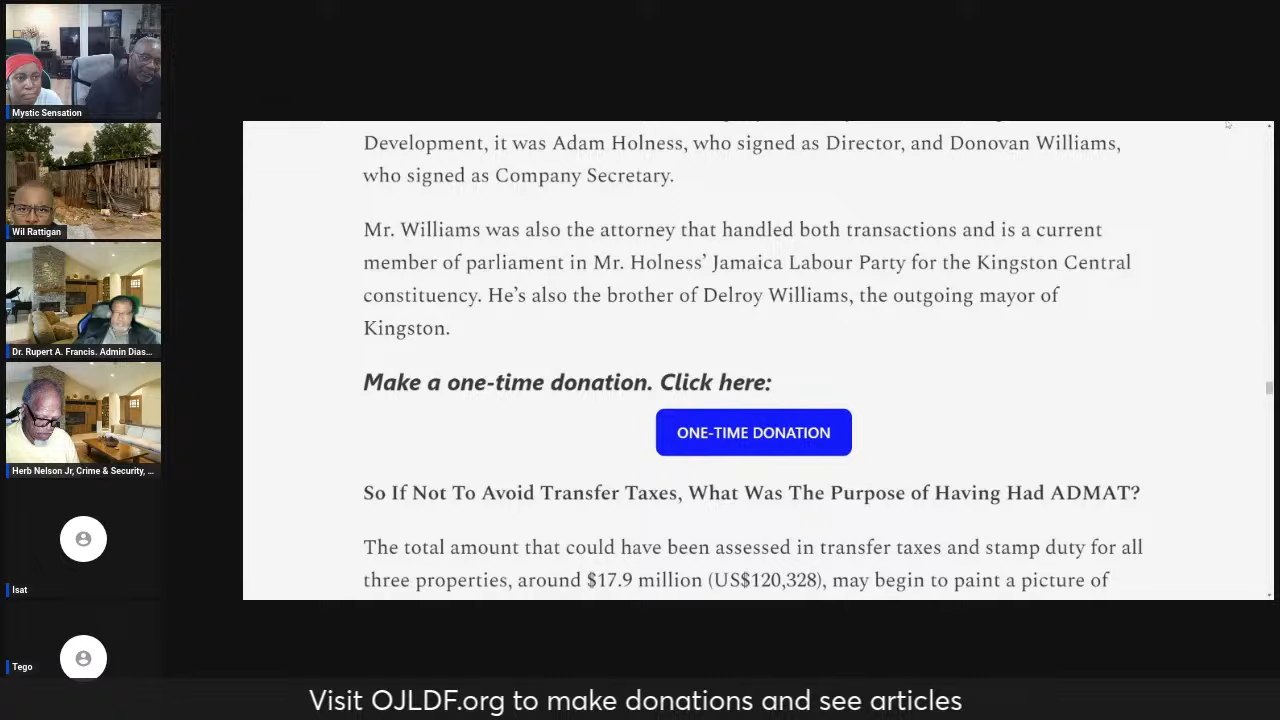 Mystic Sensation
Wil Rattigan
Dr. Rupert A. Francis. Admin Dias...
Herb Nelson Jr, Crime & Security, ...
Isat
Tego
Development, it was Adam Holness, who signed as Director, and Donovan Williams,
who signed as Company Secretary.
Mr. Williams was also the attorney that handled both transactions and is a current
member of parliament in Mr. Holness’ Jamaica Labour Party for the Kingston Central
constituency. He’s also the brother of Delroy Williams, the outgoing mayor of
Kingston.
Make a one-time donation. Click here:
ONE-TIME DONATION
So If Not To Avoid Transfer Taxes, What Was The Purpose of Having Had ADMAT?
The total amount that could have been assessed in transfer taxes and stamp duty for all
three properties, around $17.9 million (US$120,328), may begin to paint a picture of
Visit OJLDF.org to make donations and see articles